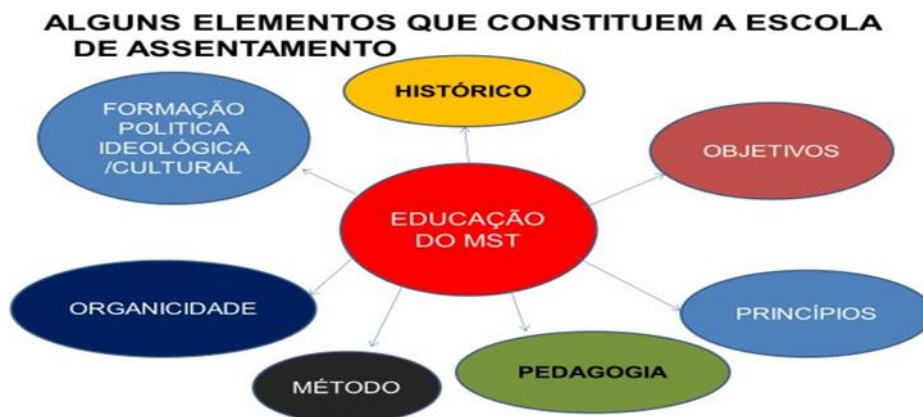 ALGUNS ELEMENTOS QUE CONSTITUEM A ESCOLA
DE ASSENTAMENTO
HISTÓRICO
FORMAÇÃO
POLITICA
IDEOLÓGICA
/CULTURAL
OBJETIVOS
EDUCAÇÃO
DO MST
ORGANICIDADE
PRINCÍPIOS
MÉTODO
PEDAGOGIA